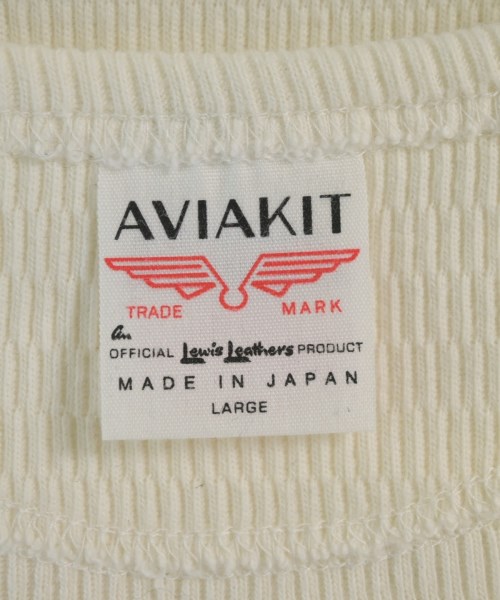 AVIAKIT
TRADE MARK
An
OFFICIAL Lewis Leathers PRODUCT
MADE IN JAPAN
LARGE